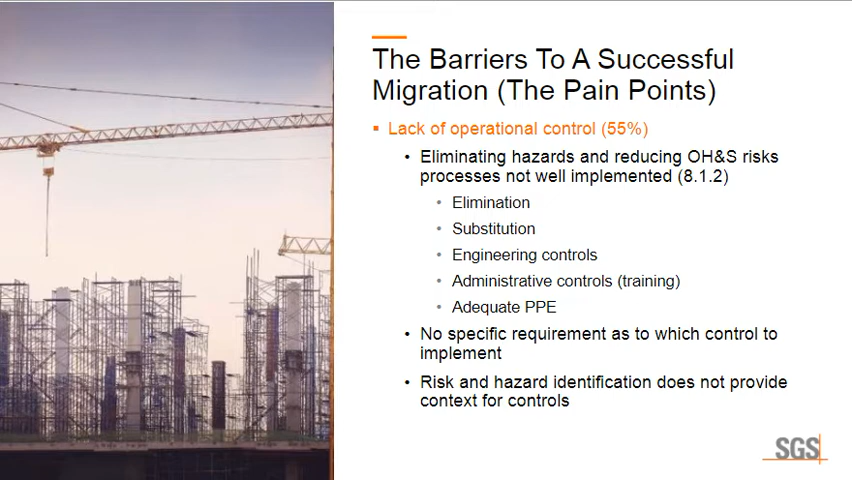 The Barriers To A Successful
Migration (The Pain Points)
▪ Lack of operational control (55%)
• Eliminating hazards and reducing OH&S risks
processes not well implemented (8.1.2)
• Elimination
• Substitution
• Engineering controls
• Administrative controls (training)
• Adequate PPE
• No specific requirement as to which control to
implement
• Risk and hazard identification does not provide
context for controls
SGS